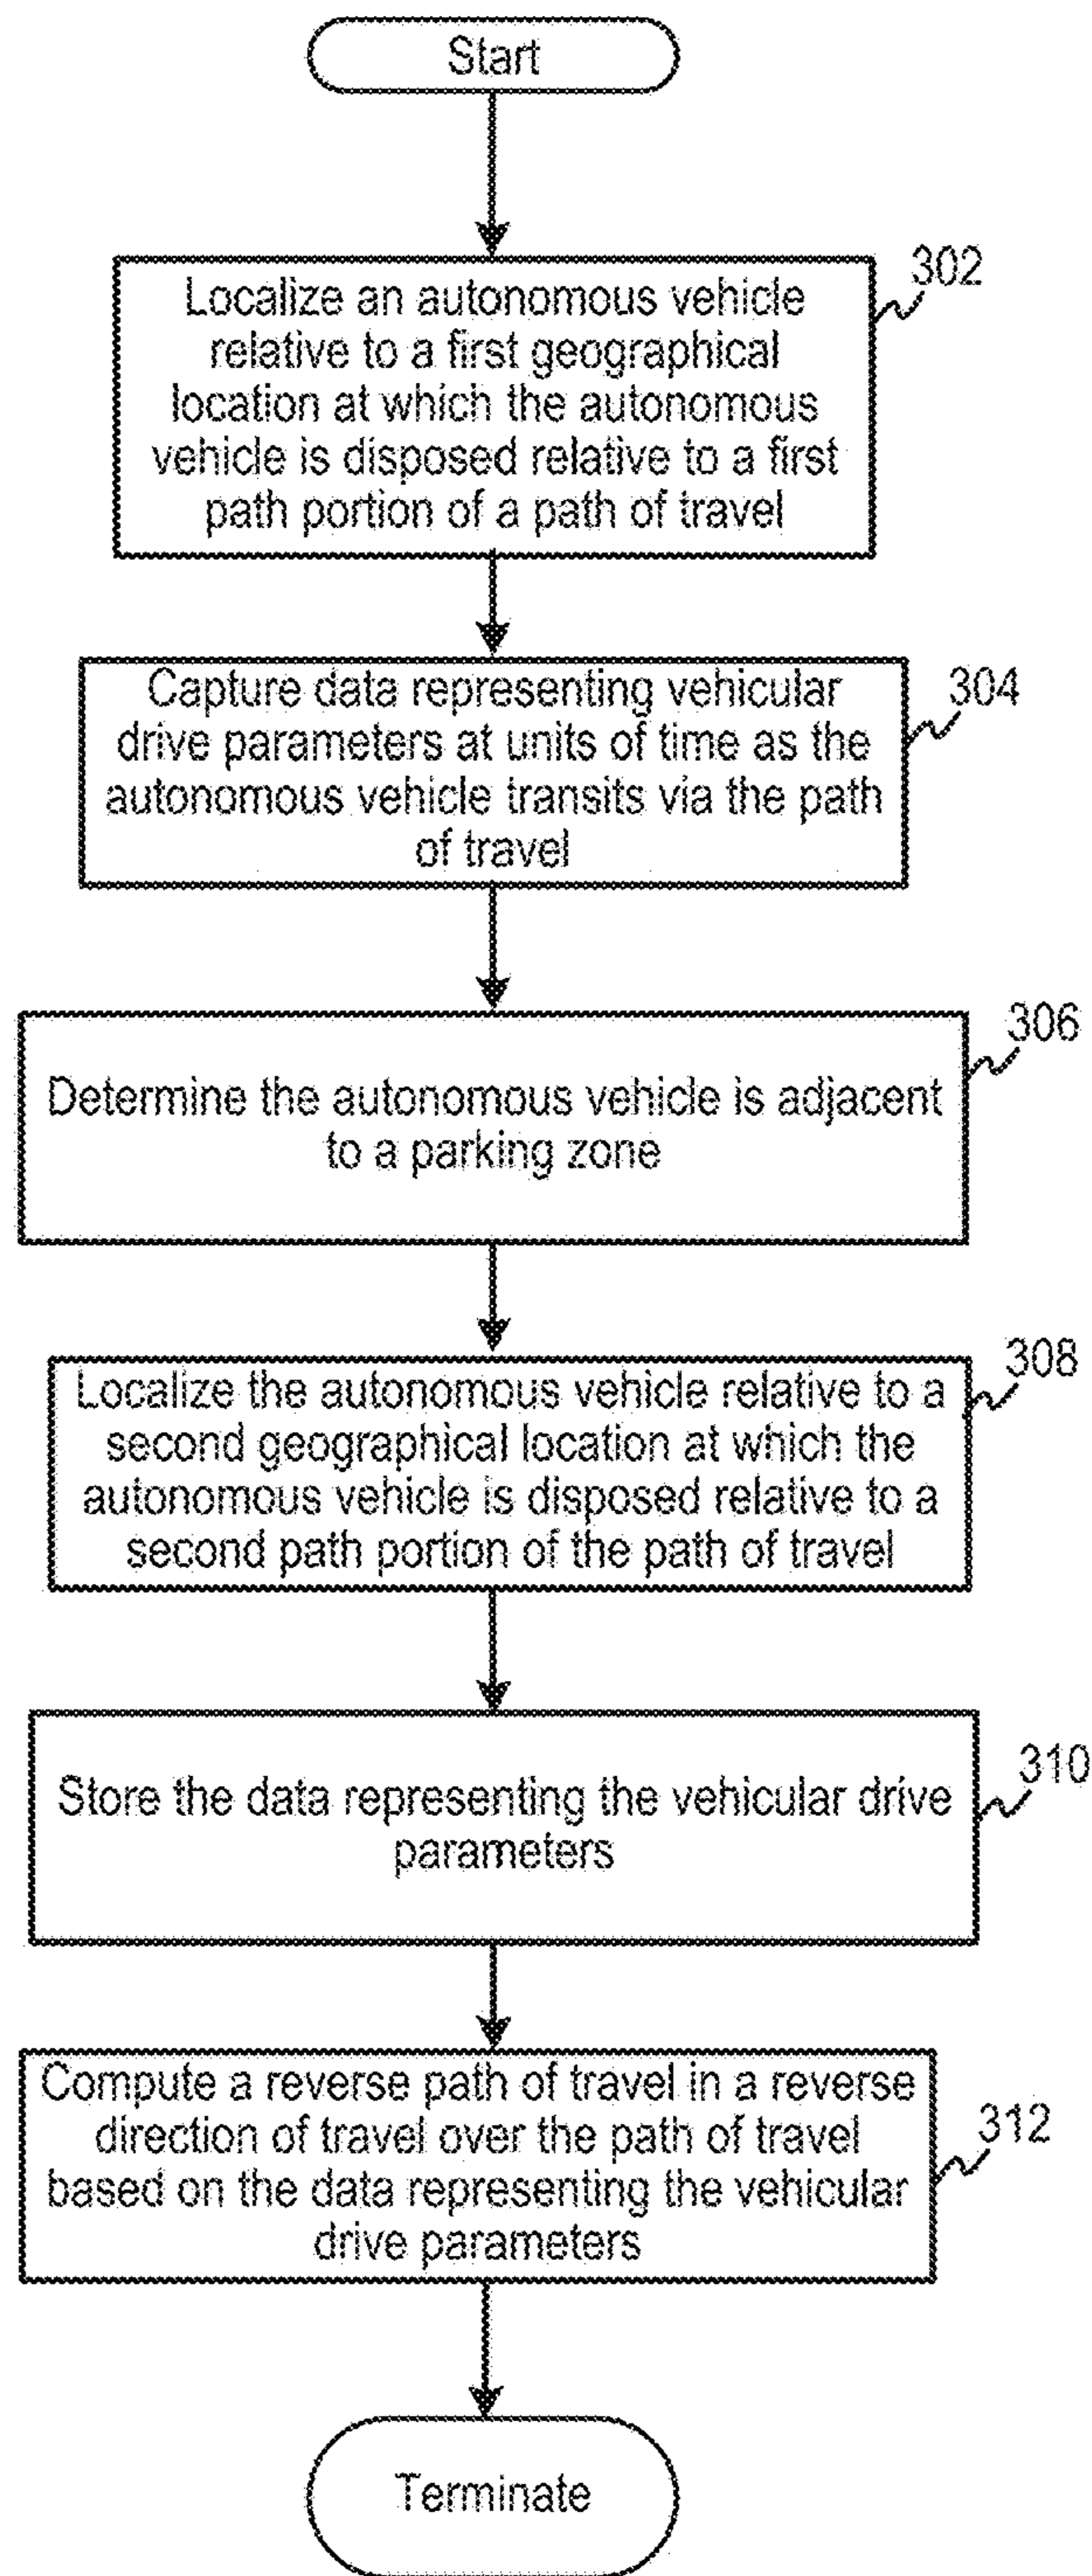 Start
302
Localize an autonomous vehicle
relative to a first geographical
location at which the autonomous
vehicle is disposed relative to a first
path portion of a path of travel
304
Capture data representing vehicular
drive parameters at units of time as the
autonomous vehicle transits via the path
of travel
306
Determine the autonomous vehicle is adjacent
to a parking zone
308
Localize the autonomous vehicle relative to a
second geographical location at which the
autonomous vehicle is disposed relative to a
second path portion of the path of travel
310
Store the data representing the vehicular drive
parameters
312
Compute a reverse path of travel in a reverse
direction of travel over the path of travel
based on the data representing the vehicular
drive parameters
Terminate